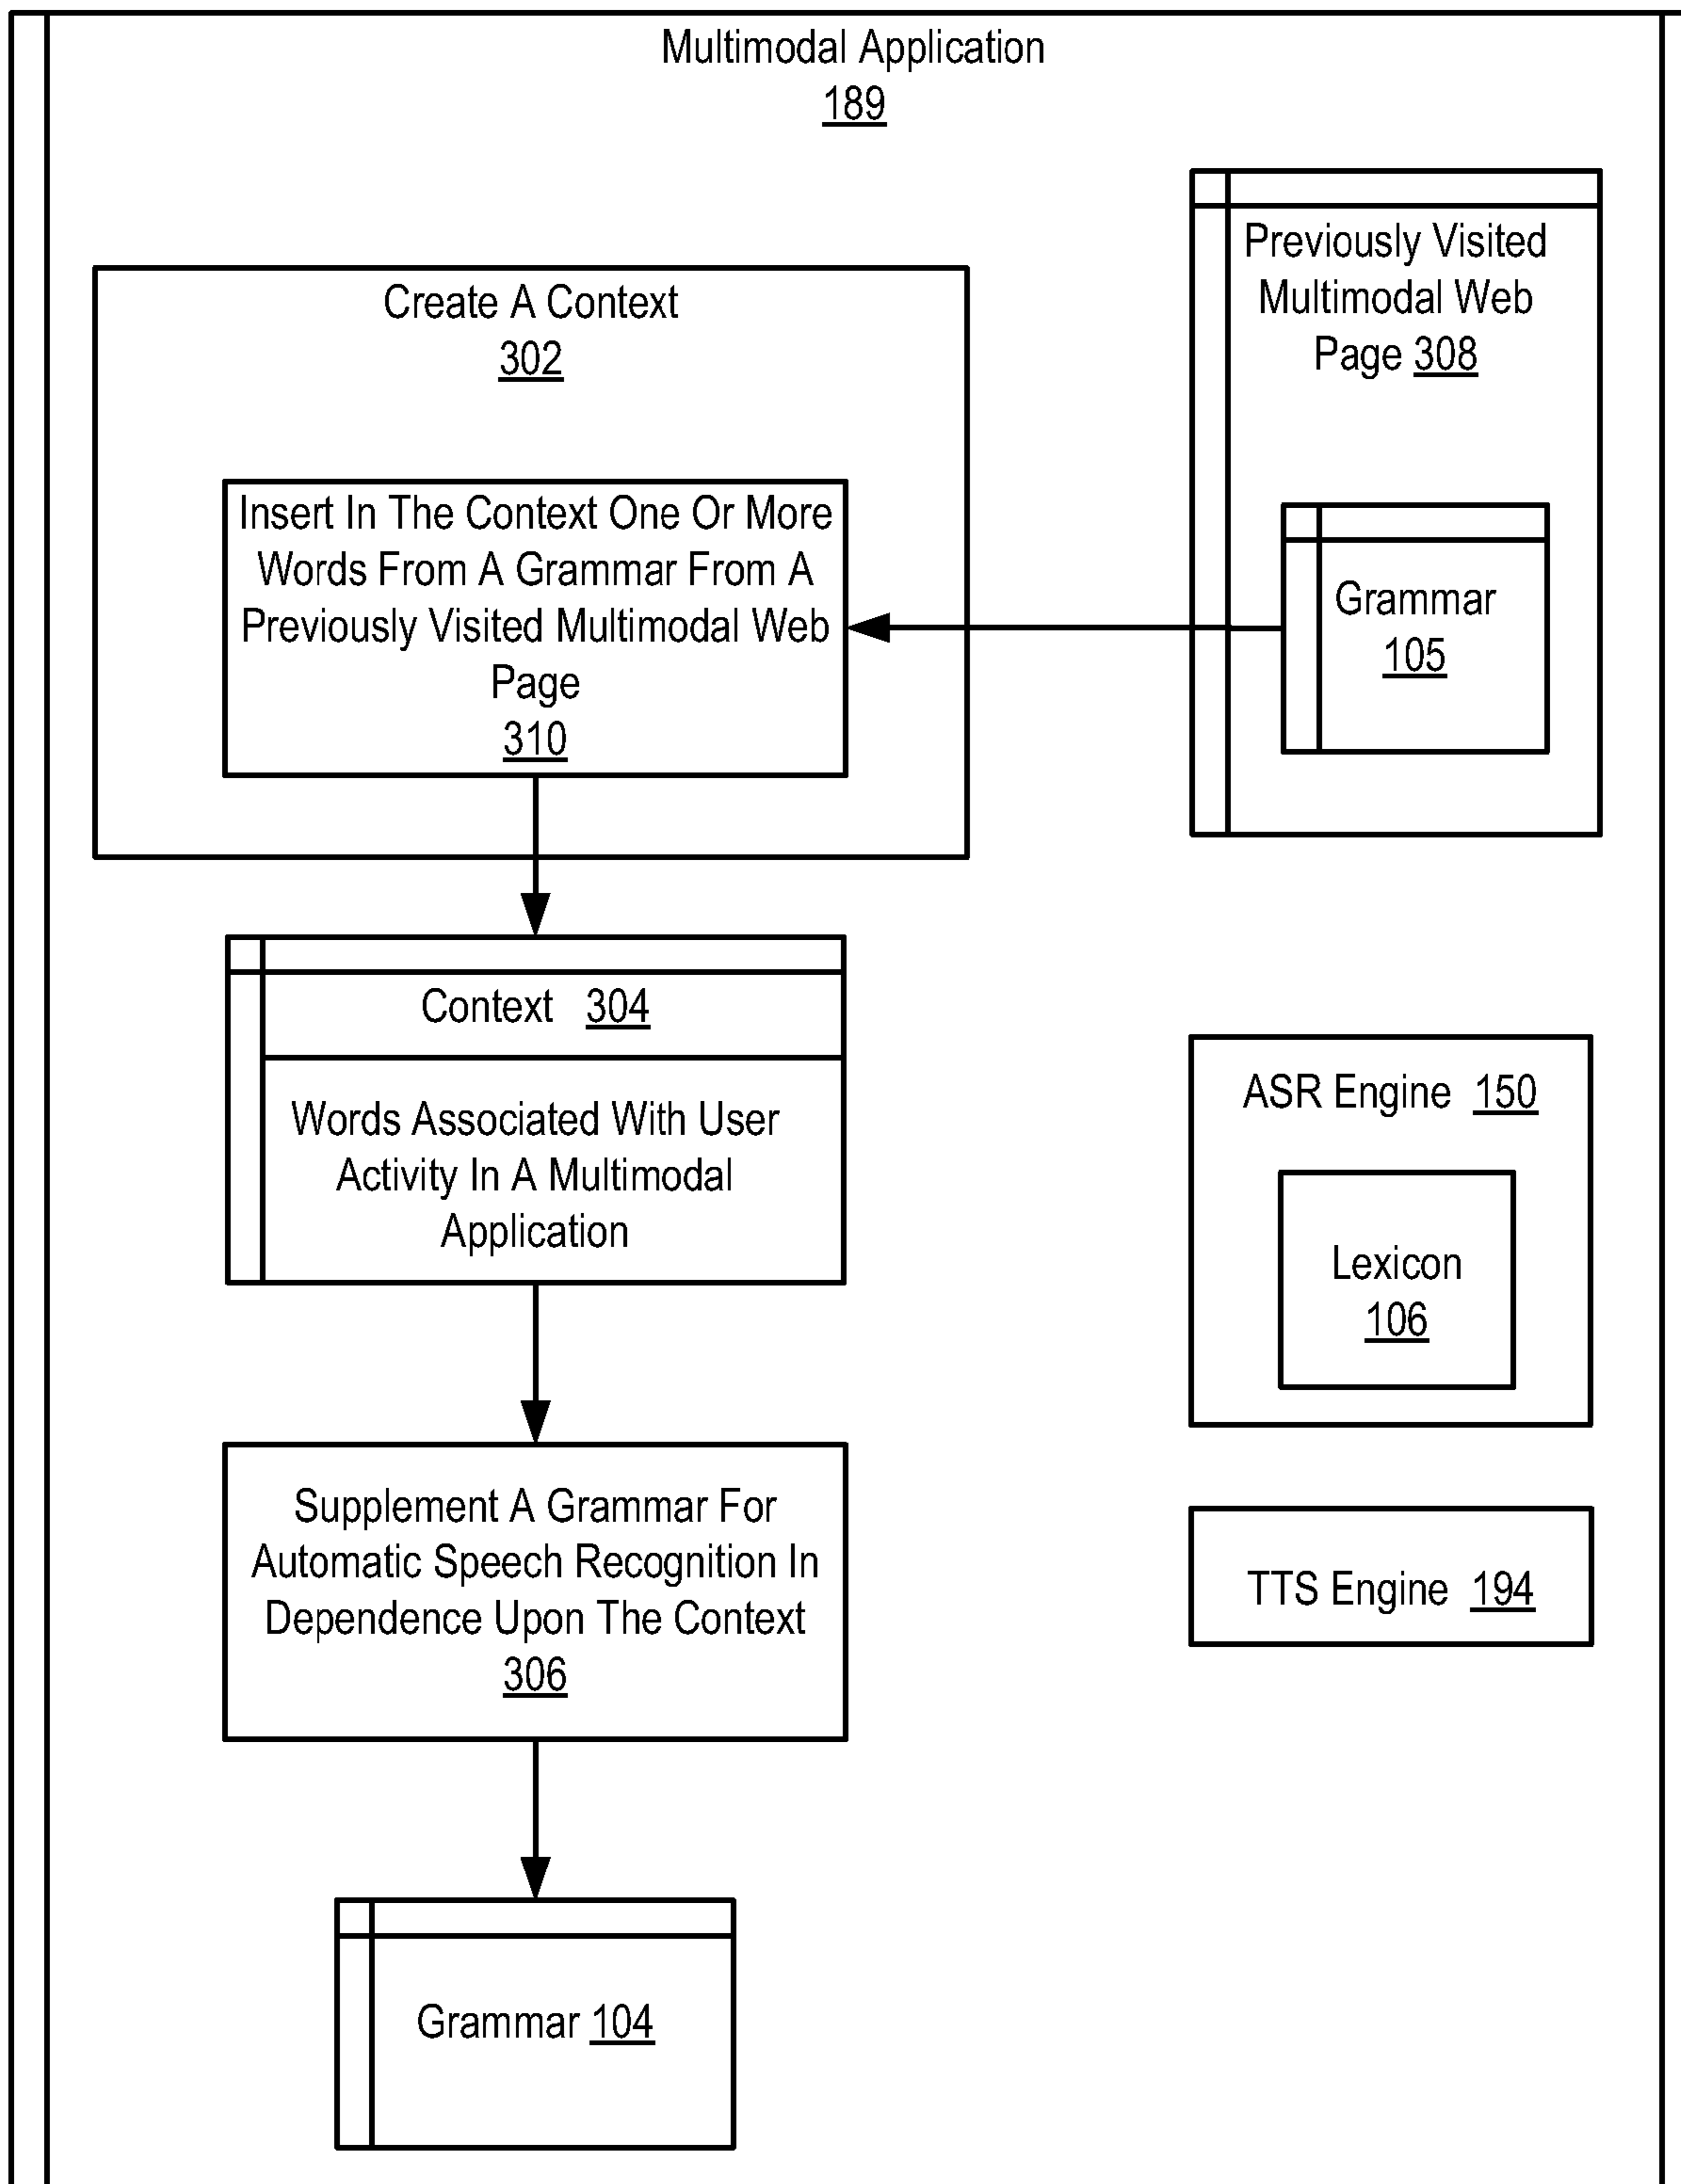 Multimodal Application
189
Create A Context
302
Insert In The Context One Or More
Words From A Grammar From A
Previously Visited Multimodal Web
Page
310
Previously Visited
Multimodal Web
Page 308
Grammar
105
Context 304
Words Associated With User
Activity In A Multimodal
Application
ASR Engine 150
Lexicon
106
Supplement A Grammar For
Automatic Speech Recognition In
Dependence Upon The Context
306
TTS Engine 194
Grammar 104